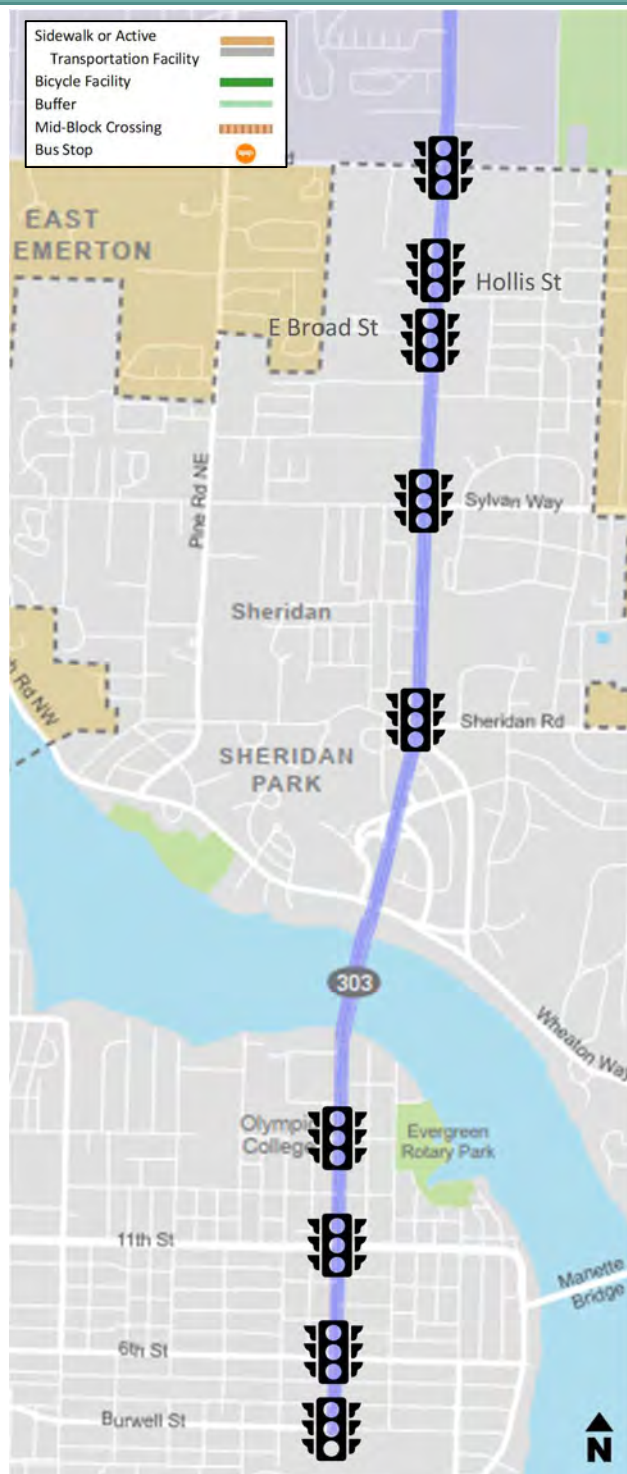 Sidewalk or Active
Transportation Facility
Bicycle Facility
Buffer
Mid-Block Crossing
Bus Stop
EAST
EMERTON
Hollis St
E Broad St
Pine Rd NE
Sylvan Way
Sheridan
Sheridan Rd
h Rd NW
SHERIDAN
PARK
303
Wheaton Way
Olympic
College
Evergreen
Rotary Park
11th St
Manette
Bridge
6th St
Burwell St
N